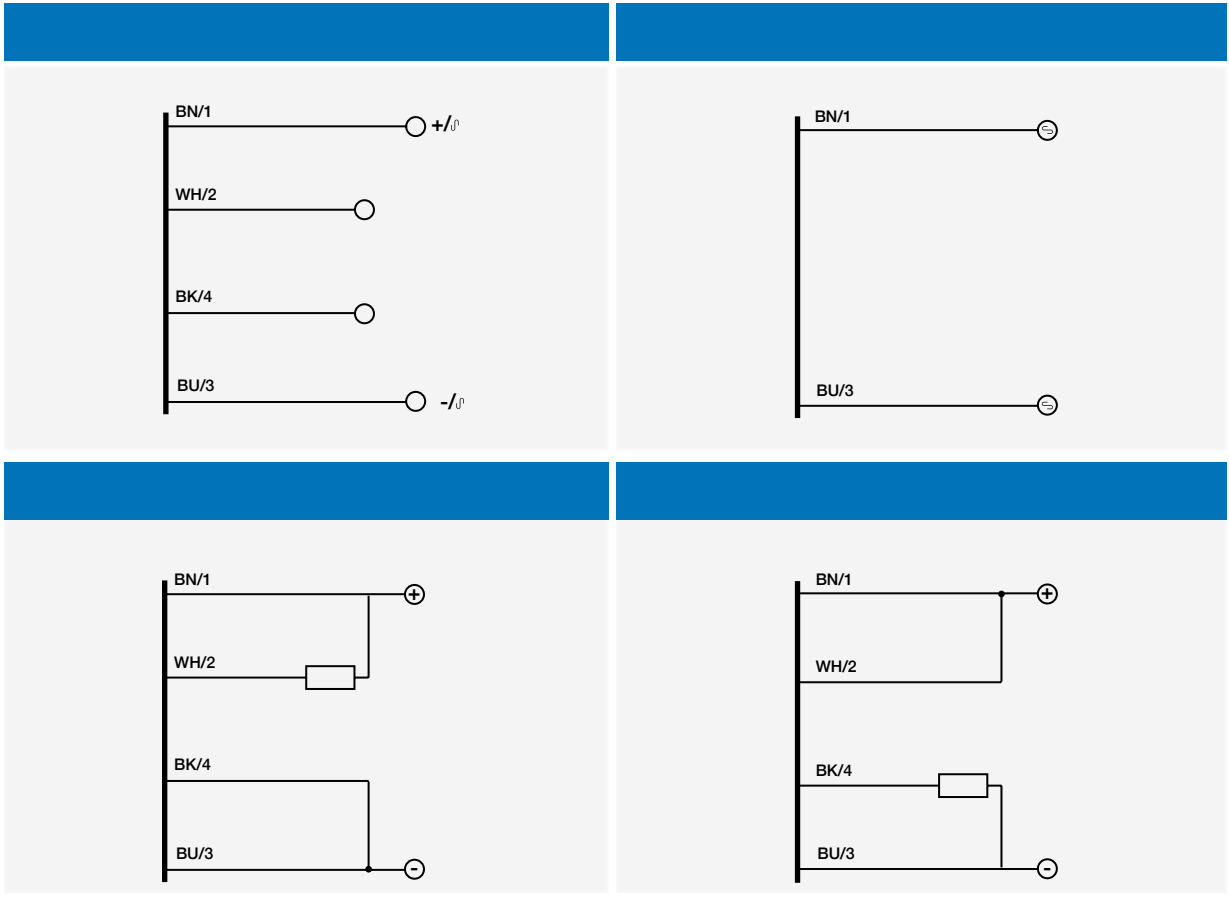 BN/1
+/∿
WH/2
BK/4
BU/3
-/∿
BN/1
∿
BU/3
∿
BN/1
+
WH/2
BK/4
BU/3
-
BN/1
+
WH/2
BK/4
BU/3
-